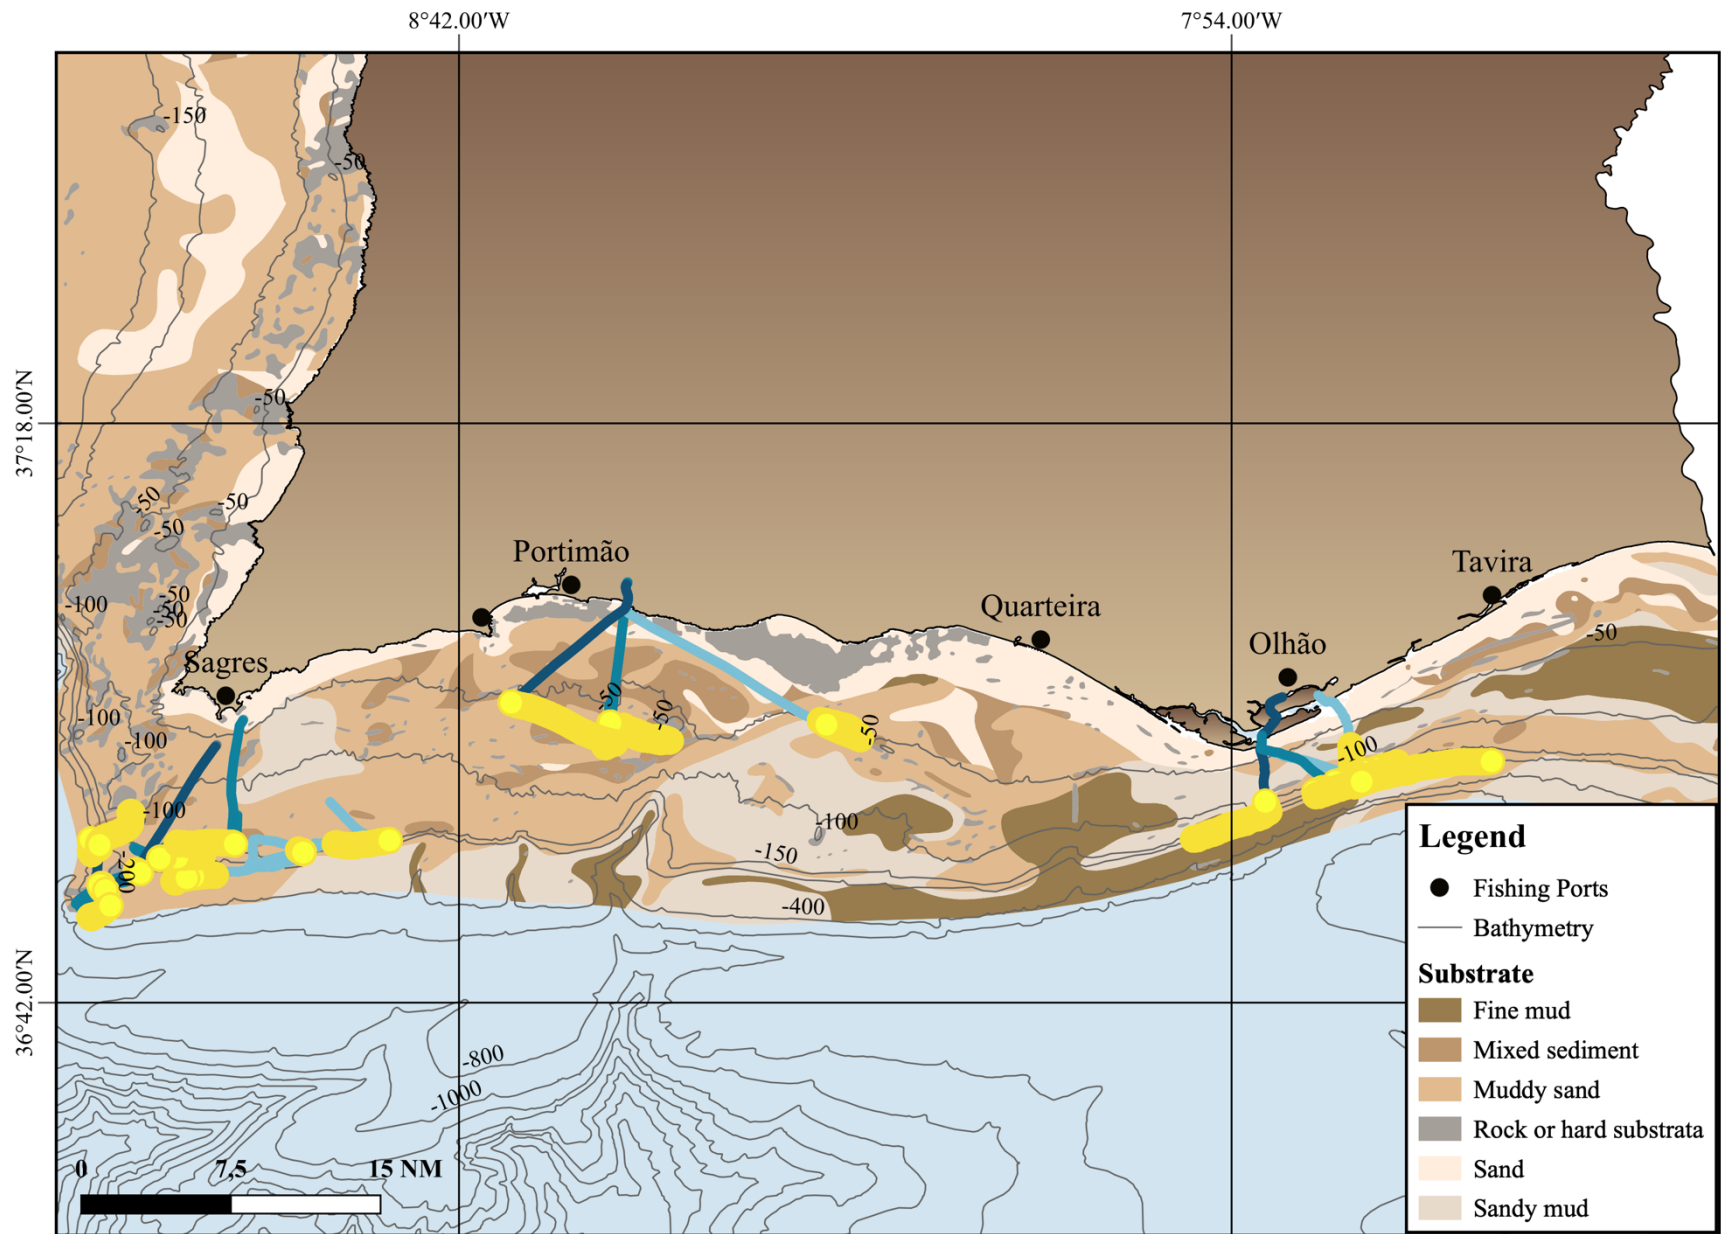 8°42.00′W
7°54.00′W
-150
-50
-50
37°18.00′N
-50
-50
-50
Portimão
Tavira
-50
-100
-50
-50
Quarteira
-50
Olhão
Sagres
-50
-50
-100
-50
-100
-100
-100
-100
-150
-200
-400
Legend
Fishing Ports
Bathymetry
Substrate
Fine mud
Mixed sediment
Muddy sand
Rock or hard substrata
Sand
Sandy mud
36°42.00′N
-800
-1000
0 7,5 15 NM